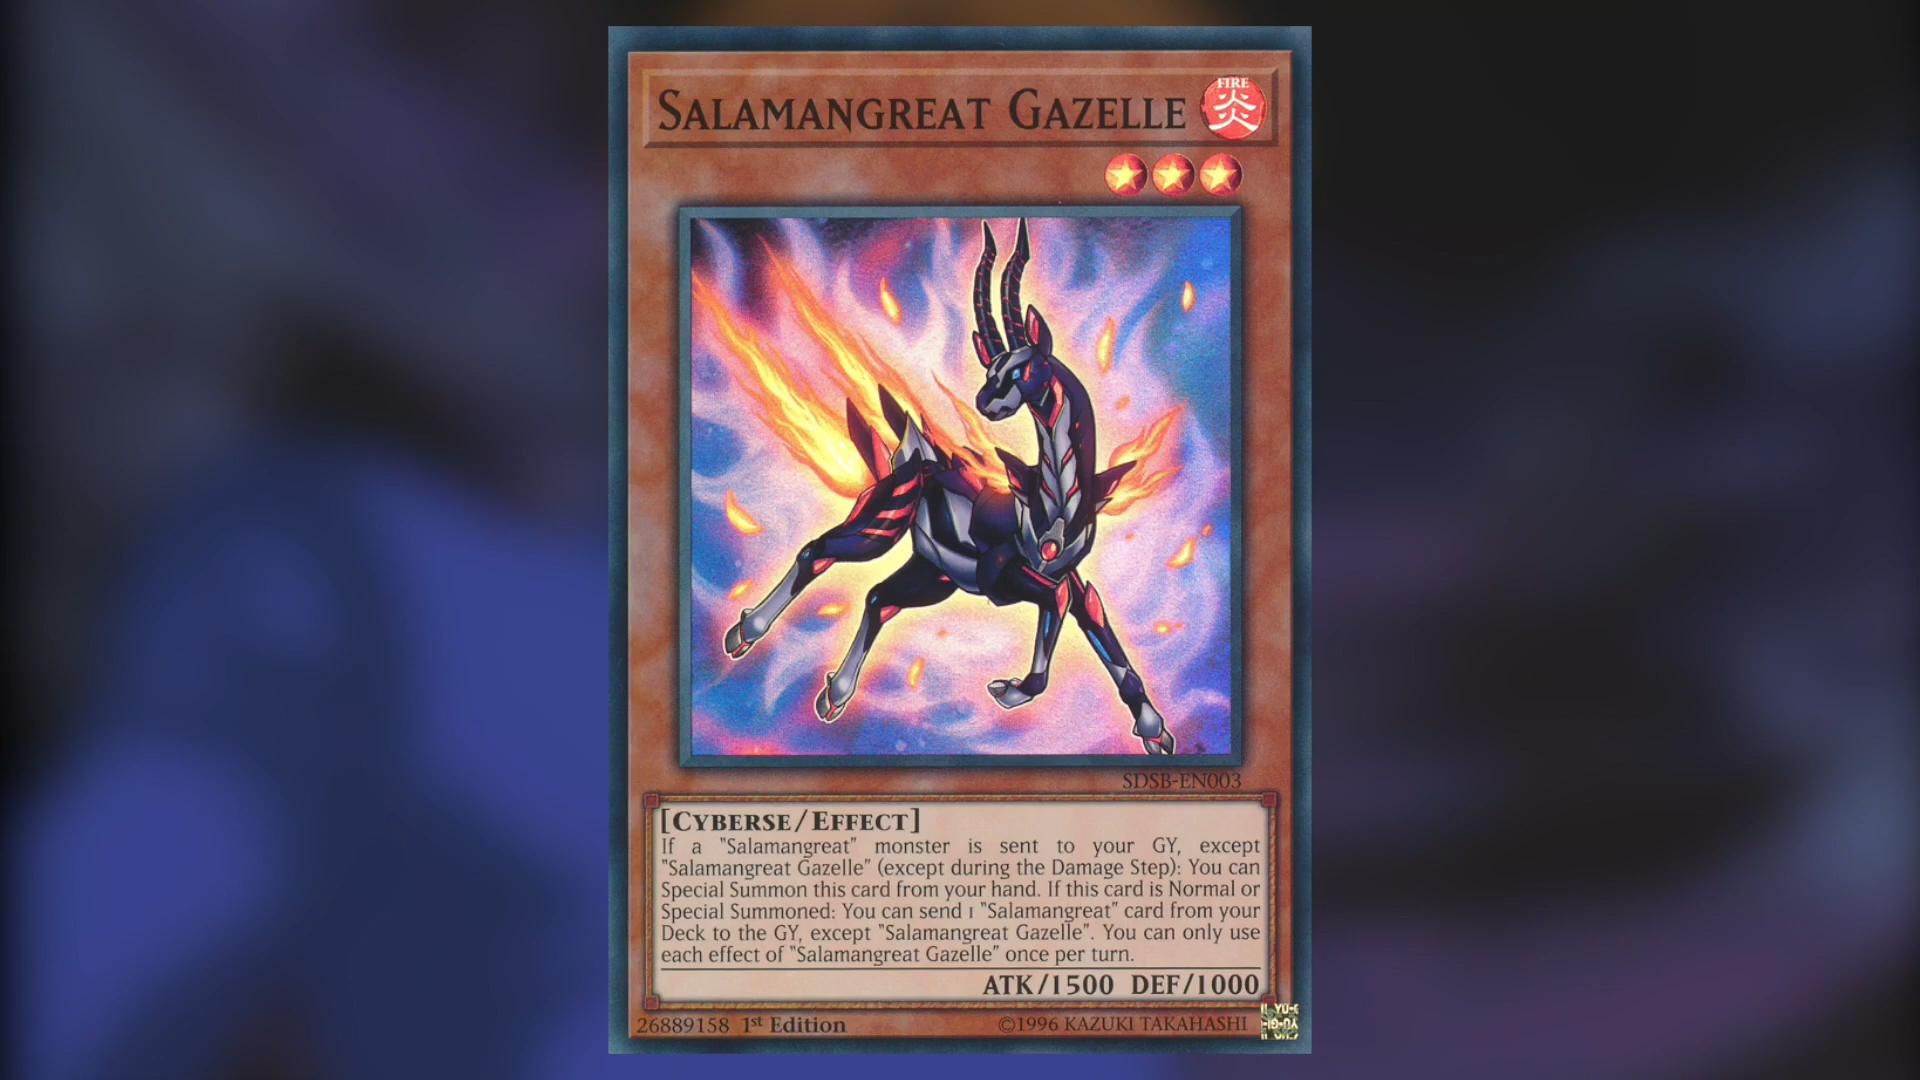 SALAMANGREAT GAZELLE
FIRE
炎
SDSB-EN003
[CYBERSE/EFFECT]
If a "Salamangreat" monster is sent to your GY, except
"Salamangreat Gazelle" (except during the Damage Step): You can
Special Summon this card from your hand. If this card is Normal or
Special Summoned: You can send 1 "Salamangreat" card from your
Deck to the GY, except "Salamangreat Gazelle". You can only use
each effect of "Salamangreat Gazelle" once per turn.
ATK/1500 DEF/1000
26889158 1st Edition
©1996 KAZUKI TAKAHASHI